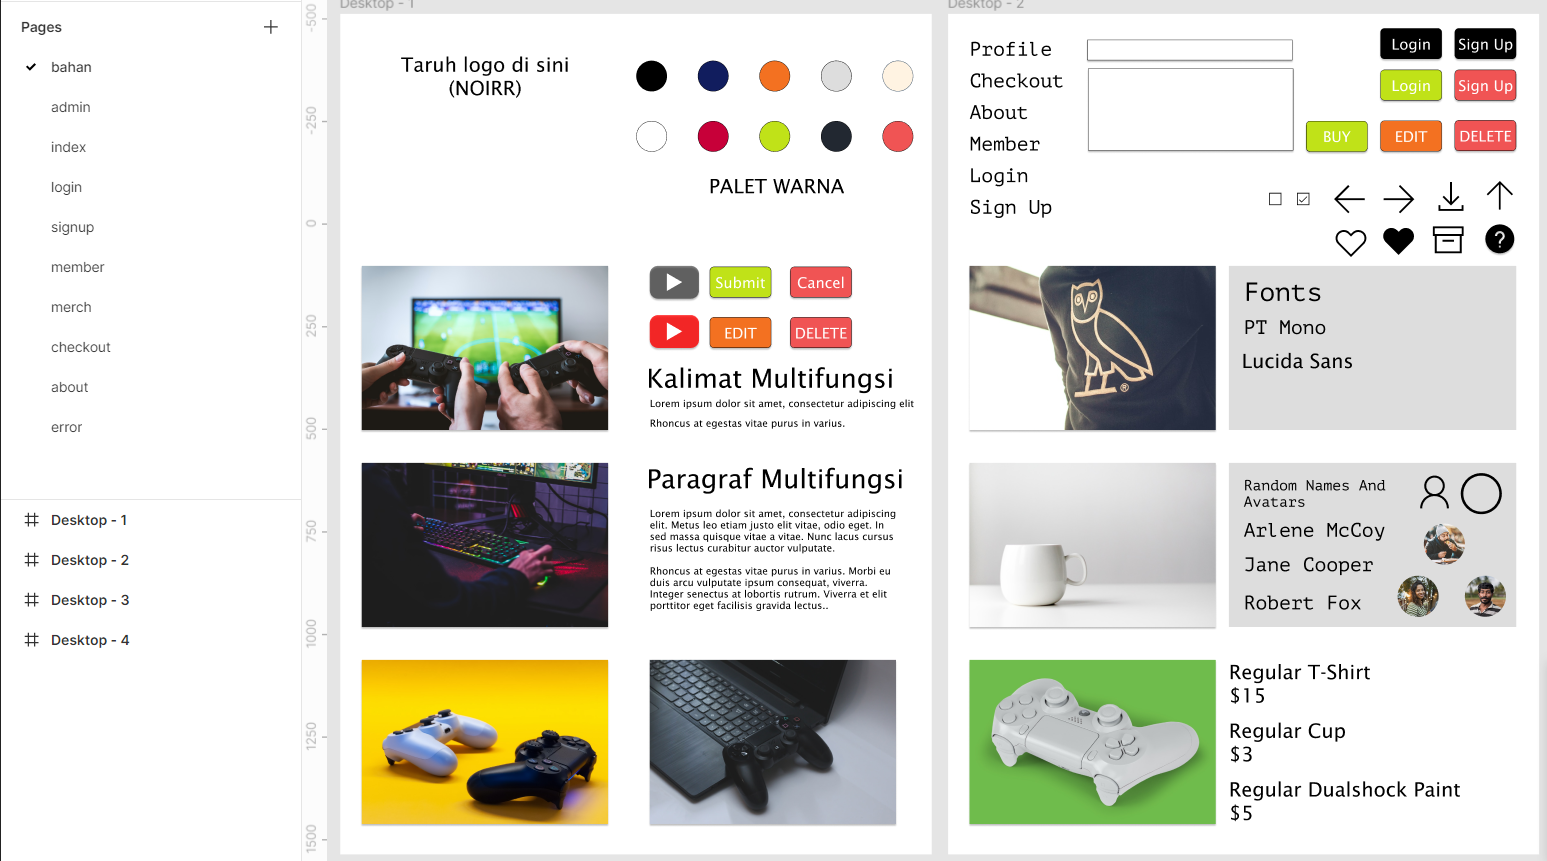 Pages
bahan
admin
index
login
signup
member
merch
checkout
about
error
Desktop - 1
Desktop - 2
Desktop - 3
Desktop - 4
-500
-250
0
250
500
750
1000
1250
1500
Desktop - 1
Taruh logo di sini
(NOIRR)
PALET WARNA
Submit
Cancel
EDIT
DELETE
Kalimat Multifungsi
Lorem ipsum dolor sit amet, consectetur adipiscing elit
Rhoncus at egestas vitae purus in varius.
Paragraf Multifungsi
Lorem ipsum dolor sit amet, consectetur adipiscing
elit. Metus leo etiam justo elit vitae, odio eget. In
sed massa quisque vitae a vitae. Nunc lacus cursus
risus lectus curabitur auctor vulputate.
Rhoncus at egestas vitae purus in varius. Morbi eu
duis arcu vulputate ipsum consequat, viverra.
Integer senectus at lobortis rutrum. Viverra et elit
porttitor eget facilisis gravida lectus..
Desktop - 2
Profile
Checkout
About
Member
Login
Sign Up
Login
Sign Up
Login
Sign Up
BUY
EDIT
DELETE
?
®
Fonts
PT Mono
Lucida Sans
Random Names And
Avatars
Arlene McCoy
Jane Cooper
Robert Fox
Regular T-Shirt
$15
Regular Cup
$3
Regular Dualshock Paint
$5